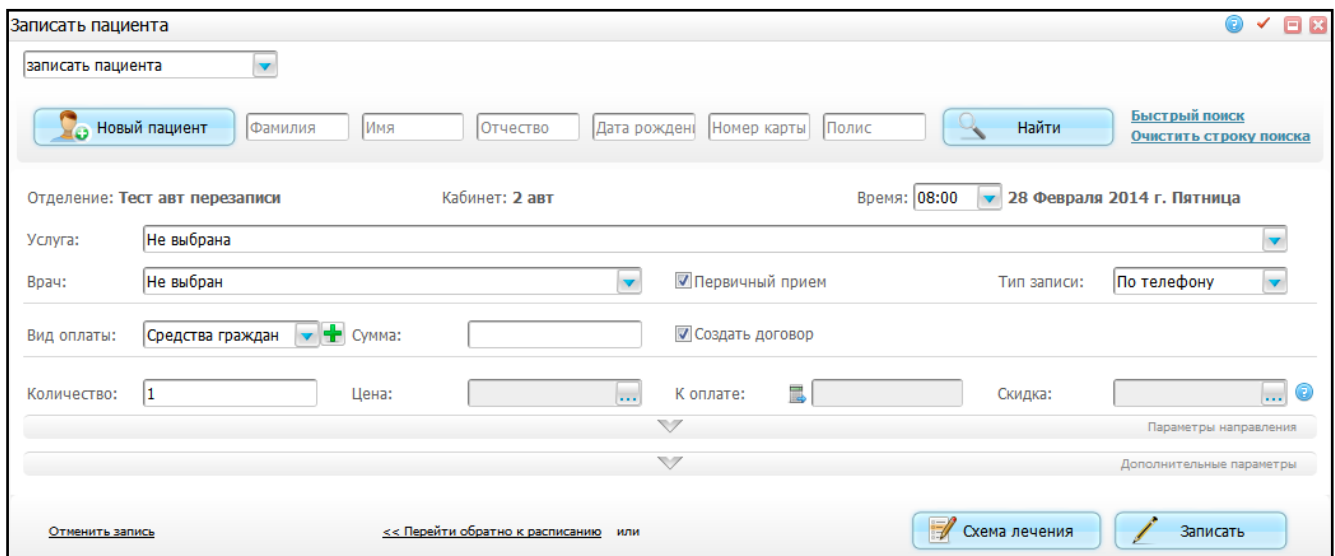 Записать пациента
записать пациента
Новый пациент Фамилия Имя Отчество Дата рождени Номер карты Полис Найти Быстрый поиск
Очистить строку поиска
Отделение: Тест авт перезаписи Кабинет: 2 авт Время: 08:00 28 Февраля 2014 г. Пятница
Услуга: Не выбрана
Врач: Не выбран Первичный прием Тип записи: По телефону
Вид оплаты: Средства граждан Сумма: Создать договор
Количество: 1 Цена: ... К оплате: Скидка: ... ?
Параметры направления
Дополнительные параметры
Отменить запись << Перейти обратно к расписанию или Схема лечения Записать